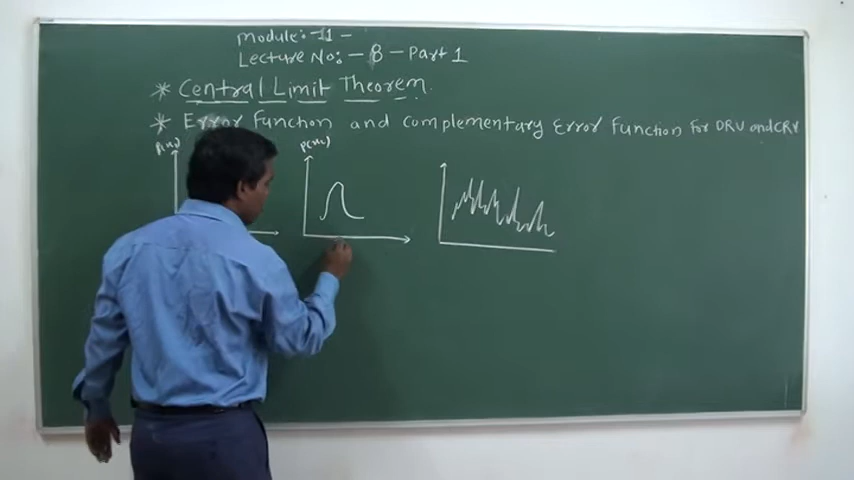 Module:- 1 -
Lecture No:- 8 - Part 1
* Central Limit Theorem.
* Error Function and complementary Error Function For DRV and CRV